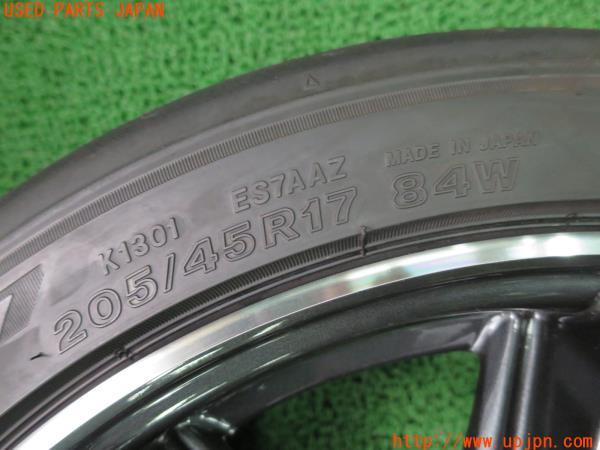 USED PARTS JAPAN
K1301 ES7AAZ MADE IN JAPAN
205/45R17 84W
http://www.upjpn.com/